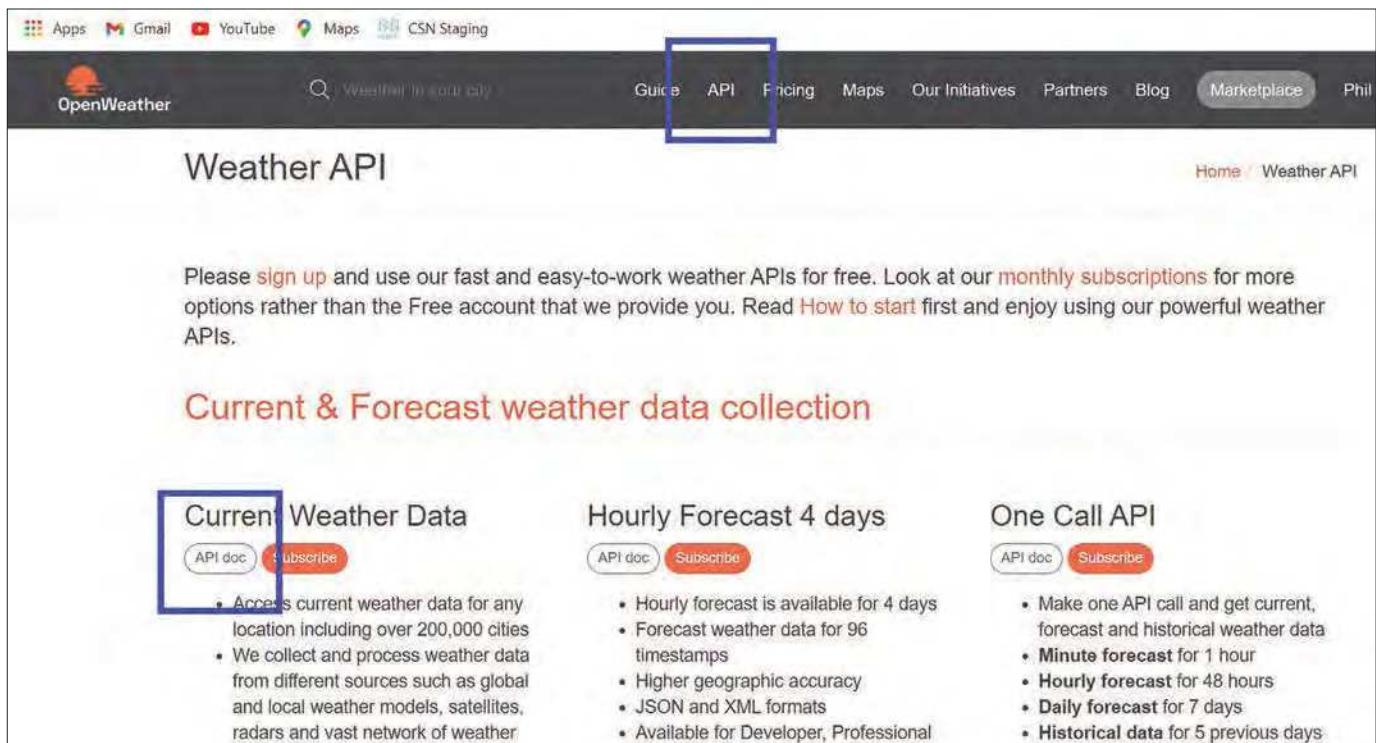 Apps Gmail YouTube Maps CSN Staging
OpenWeather Weather in your city Guide API Pricing Maps Our Initiatives Partners Blog Marketplace Phil
Weather API
Home / Weather API
Please sign up and use our fast and easy-to-work weather APIs for free. Look at our monthly subscriptions for more
options rather than the Free account that we provide you. Read How to start first and enjoy using our powerful weather
APIs.
Current & Forecast weather data collection
Current Weather Data
API doc Subscribe
• Access current weather data for any
location including over 200,000 cities
• We collect and process weather data
from different sources such as global
and local weather models, satellites,
radars and vast network of weather
Hourly Forecast 4 days
API doc Subscribe
• Hourly forecast is available for 4 days
• Forecast weather data for 96
timestamps
• Higher geographic accuracy
• JSON and XML formats
• Available for Developer, Professional
One Call API
API doc Subscribe
• Make one API call and get current,
forecast and historical weather data
• Minute forecast for 1 hour
• Hourly forecast for 48 hours
• Daily forecast for 7 days
• Historical data for 5 previous days